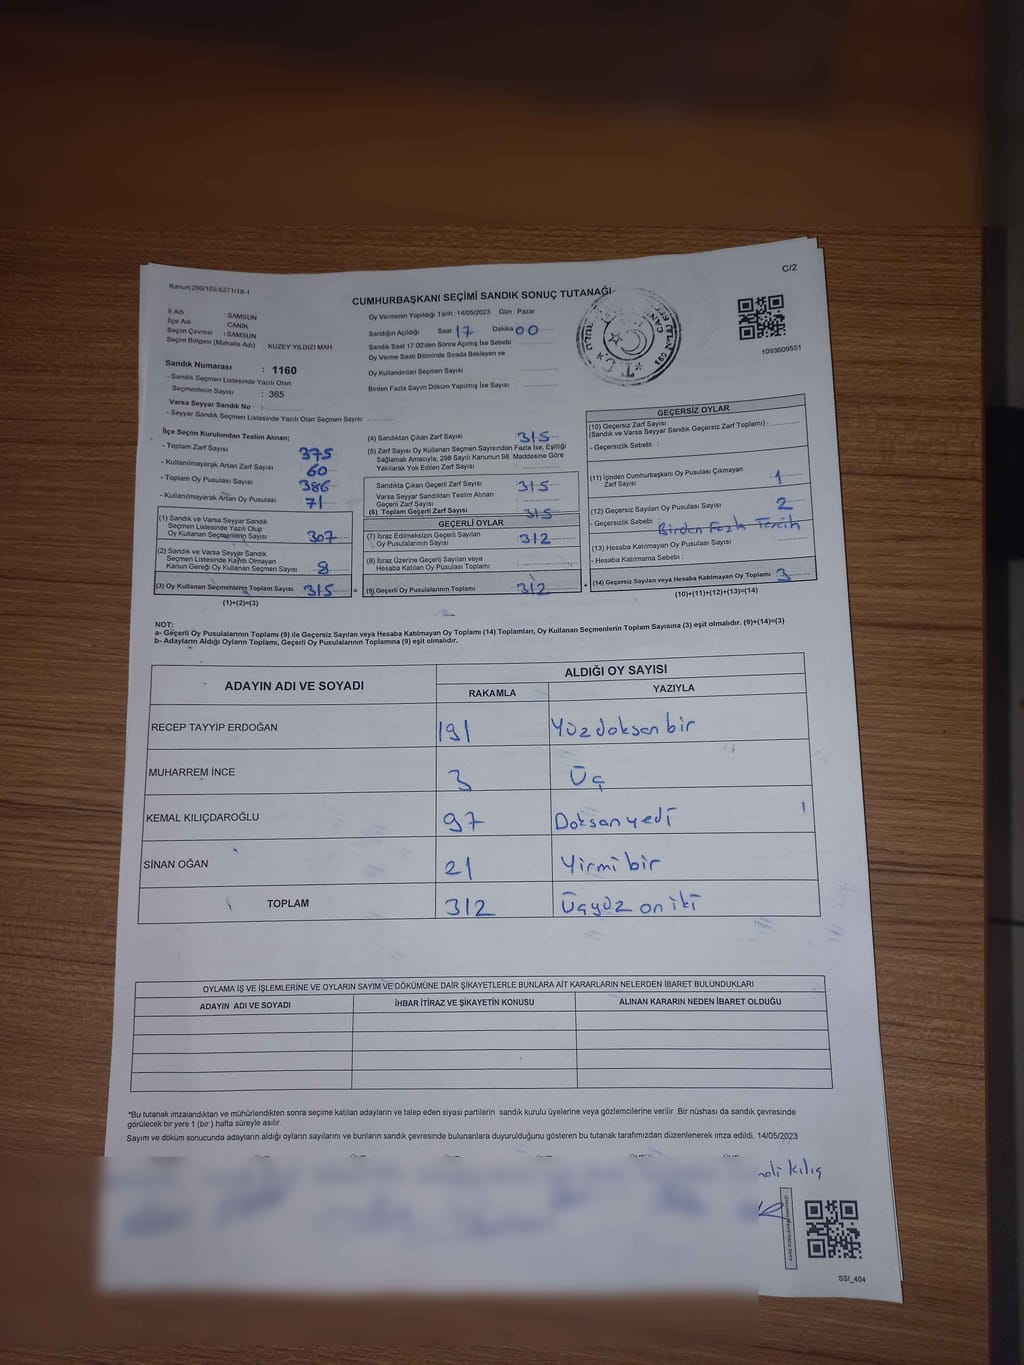 Kanun;298/105,6271/18-1
C/2
CUMHURBAŞKANI SEÇİMİ SANDIK SONUÇ TUTANAĞI
İl Adı : SAMSUN
İlçe Adı : CANİK
Seçim Çevresi : SAMSUN
Seçim Bölgesi (Mahalle Adı) : KUZEY YILDIZI MAH.
Oy Vermenin Yapıldığı Tarih :14/05/2023 Gün : Pazar
Sandığın Açıldığı Saat 17 Dakika 00
Sandık Saat 17:00'den Sonra Açımış İse Sebebi :
Oy Verme Saati Bitiminde Sırada Bekleyen ve
Oy Kullandırılan Seçmen Sayısı :
Birden Fazla Sayım Döküm Yapılmış İse Sayısı :
1093609551
Sandık Numarası : 1160
- Sandık Seçmen Listesinde Yazılı Olan
Seçmenlerin Sayısı : 365
Varsa Seyyar Sandık No :
- Seyyar Sandık Seçmen Listesinde Yazılı Olan Seçmen Sayısı :
İlçe Seçim Kurulundan Teslim Alınan;
- Toplam Zarf Sayısı 375
- Kullanılmayarak Artan Zarf Sayısı 60
- Toplam Oy Pusulası Sayısı 386
- Kullanılmayarak Artan Oy Pusulası 71
(1) Sandık ve Varsa Seyyar Sandık
Seçmen Listesinde Yazılı Olup
Oy Kullanan Seçmenlerin Sayısı : 307
(2) Sandık ve Varsa Seyyar Sandık
Seçmen Listesinde Kaydı Olmayan
Kanun Gereği Oy Kullanan Seçmen Sayısı : 8
(3) Oy Kullanan Seçmenlerin Toplam Sayısı : 315 =
(1)+(2)=(3)
(4) Sandıktan Çıkan Zarf Sayısı : 315
(5) Zarf Sayısı Oy Kullanan Seçmen Sayısından Fazla İse, Eşitliği
Sağlamak Amacıyla, 298 Sayılı Kanunun 98. Maddesine Göre
Yakılarak Yok Edilen Zarf Sayısı :
Sandıkta Çıkan Geçerli Zarf Sayısı : 315
Varsa Seyyar Sandıktan Teslim Alınan
Geçerli Zarf Sayısı :
(6) Toplam Geçerli Zarf Sayısı : 315
GEÇERLİ OYLAR
(7) İtiraz Edilmeksizin Geçerli Sayılan
Oy Pusulalarının Sayısı : 312
(8) İtiraz Üzerine Geçerli Sayılan veya
Hesaba Katılan Oy Pusulası Toplamı :
(9) Geçerli Oy Pusulalarının Toplamı : 312 +
GEÇERSİZ OYLAR
(10) Geçersiz Zarf Sayısı
(Sandık ve Varsa Seyyar Sandık Geçersiz Zarf Toplamı) :
- Geçersizlik Sebebi :
(11) İçinden Cumhurbaşkanı Oy Pusulası Çıkmayan
Zarf Sayısı : 1
(12) Geçersiz Sayılan Oy Pusulası Sayısı : 2
- Geçersizlik Sebebi Birden Fazla Tercih
(13) Hesaba Katılmayan Oy Pusulası Sayısı :
- Hesaba Katılmama Sebebi :
(14) Geçersiz Sayılan veya Hesaba Katılmayan Oy Toplamı : 3
(10)+(11)+(12)+(13)=(14)
NOT:
a- Geçerli Oy Pusulalarının Toplamı (9) ile Geçersiz Sayılan veya Hesaba Katılmayan Oy Toplamı (14) Toplamları, Oy Kullanan Seçmenlerin Toplam Sayısına (3) eşit olmalıdır. (9)+(14)=(3)
b- Adayların Aldığı Oyların Toplamı, Geçerli Oy Pusulalarının Toplamına (9) eşit olmalıdır.
ADAYIN ADI VE SOYADI
ALDIĞI OY SAYISI
RAKAMLA YAZIYLA
RECEP TAYYİP ERDOĞAN 191 Yüzdoksanbir
MUHARREM İNCE 3 Üç
KEMAL KILIÇDAROĞLU 97 Doksanyedi
SİNAN OĞAN 21 Yirmi bir
TOPLAM 312 Üçyüz on iki
OYLAMA İŞ VE İŞLEMLERİNE VE OYLARIN SAYIM VE DÖKÜMÜNE DAİR ŞİKAYETLERLE BUNLARA AİT KARARLARIN NELERDEN İBARET BULUNDUKLARI
ADAYIN ADI VE SOYADI İHBAR İTİRAZ VE ŞİKAYETİN KONUSU ALINAN KARARIN NEDEN İBARET OLDUĞU
*Bu tutanak imzalandıktan ve mühürlendikten sonra seçime katılan adayların ve talep eden siyasi partilerin sandık kurulu üyelerine veya gözlemcilerine verilir .Bir nüshası da sandık çevresinde
görülecek bir yere 1 (bir ) hafta süreyle asılır.
Sayım ve döküm sonucunda adayların aldığı oyların sayılarını ve bunların sandık çevresinde bulunanlara duyurulduğunu gösteren bu tutanak tarafımızdan düzenlenerek imza edildi. 14/05/2023
Kılıç
SSI_404